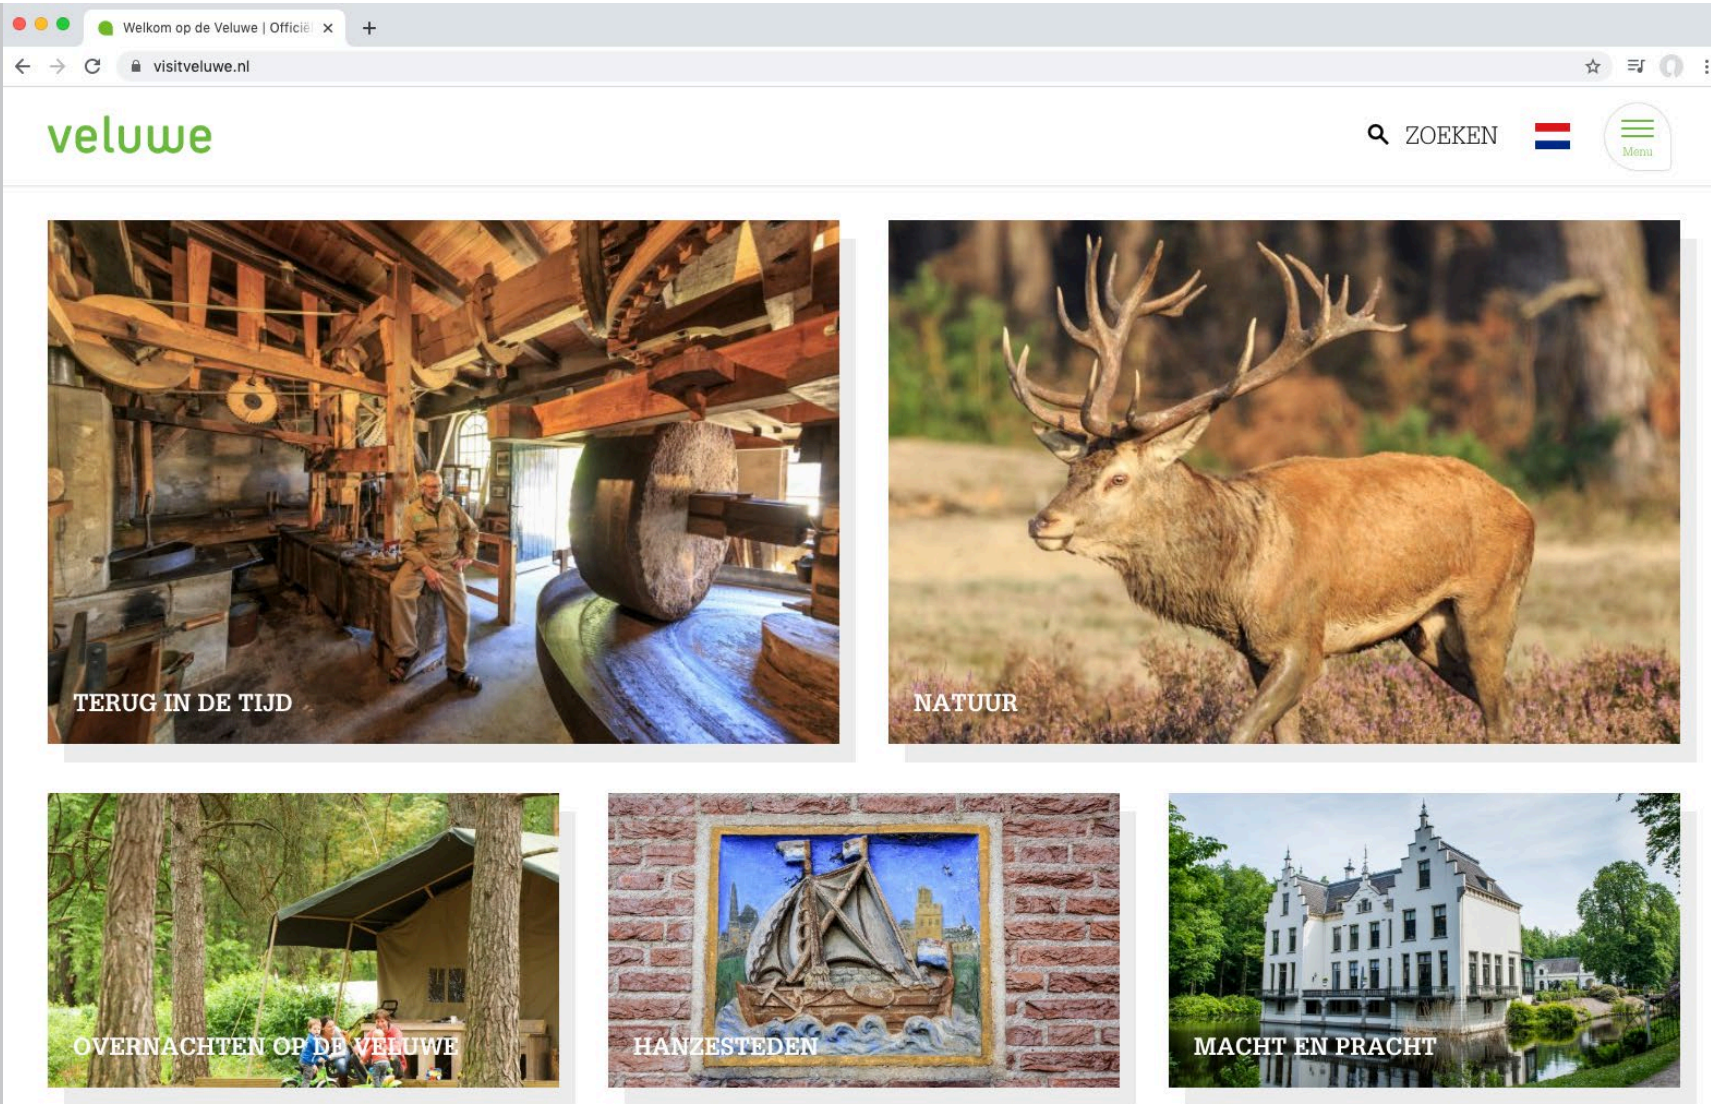 Welkom op de Veluwe | Officiël
visitveluwe.nl
veluwe
ZOEKEN
Menu
TERUG IN DE TIJD
NATUUR
OVERNACHTEN OP DE VELUWE
HANZESTEDEN
MACHT EN PRACHT